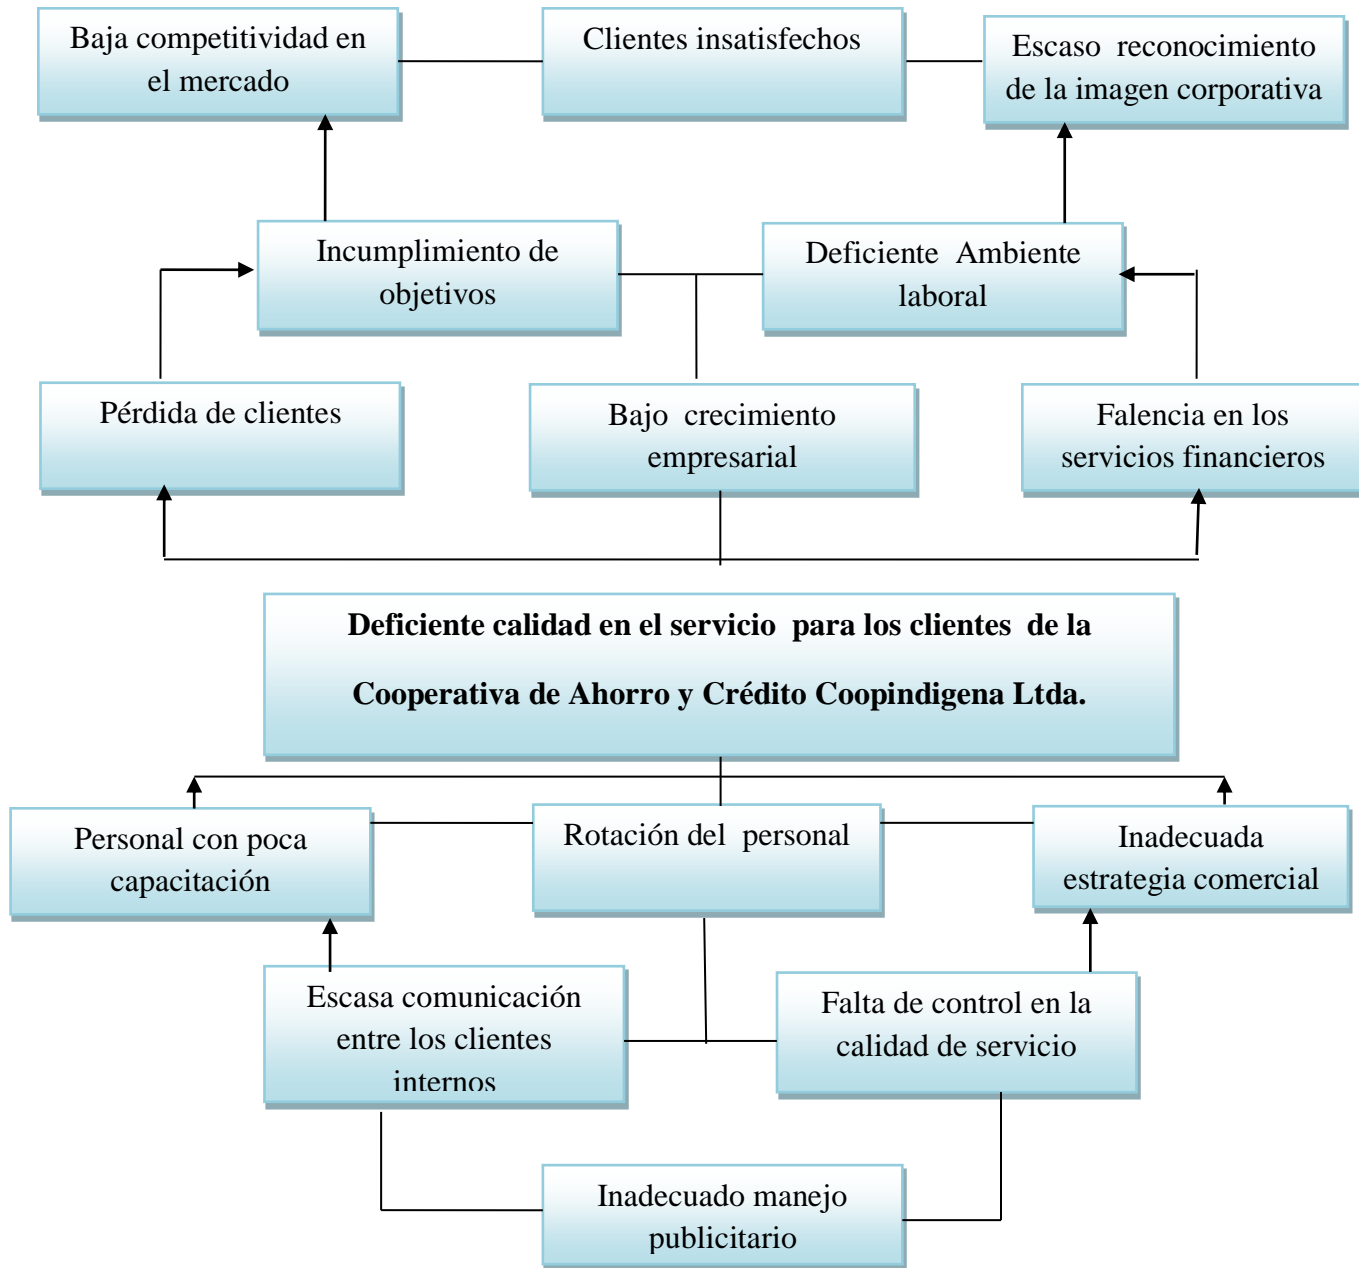 Baja competitividad en
el mercado
Clientes insatisfechos
Escaso reconocimiento
de la imagen corporativa
Incumplimiento de
objetivos
Deficiente Ambiente
laboral
Pérdida de clientes
Bajo crecimiento
empresarial
Falencia en los
servicios financieros
Deficiente calidad en el servicio para los clientes de la
Cooperativa de Ahorro y Crédito Coopindigena Ltda.
Personal con poca
capacitación
Rotación del personal
Inadecuada
estrategia comercial
Escasa comunicación
entre los clientes
internos
Falta de control en la
calidad de servicio
Inadecuado manejo
publicitario